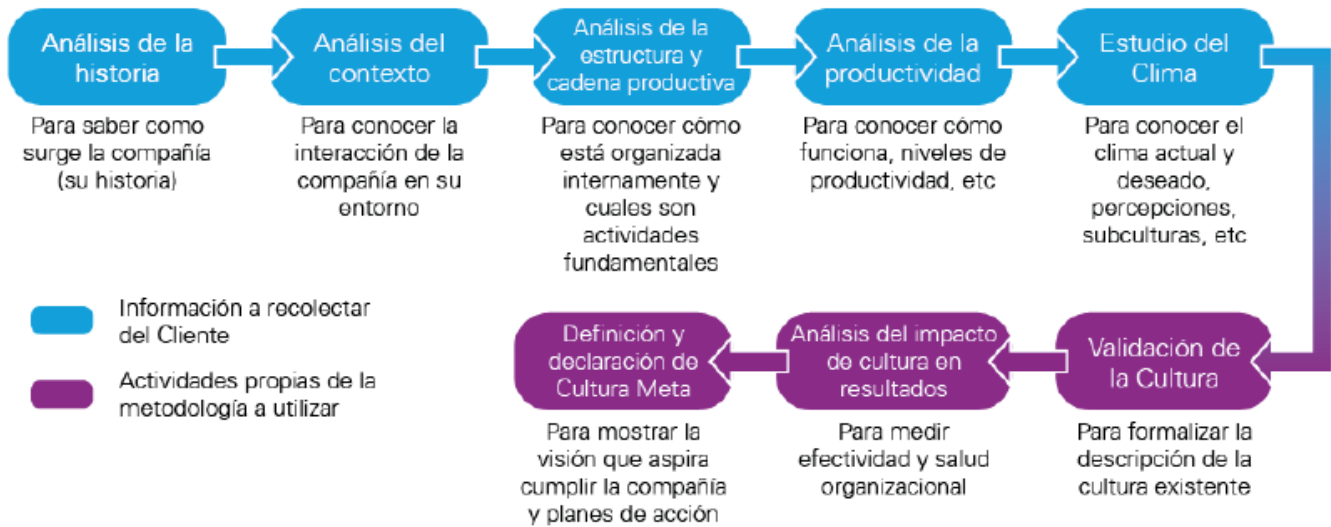 Análisis de la
historia
Para saber como
surge la compañía
(su historia)
Análisis del
contexto
Para conocer la
interacción de la
compañía en su
entorno
Análisis de la
estructura y
cadena productiva
Para conocer cómo
está organizada
internamente y
cuales son
actividades
fundamentales
Análisis de la
productividad
Para conocer cómo
funciona, niveles de
productividad, etc
Estudio del
Clima
Para conocer el
clima actual y
deseado,
percepciones,
subculturas, etc
Información a recolectar
del Cliente
Actividades propias de la
metodología a utilizar
Definición y
declaración de
Cultura Meta
Para mostrar la
visión que aspira
cumplir la compañía
y planes de acción
Análisis del impacto
de cultura en
resultados
Para medir
efectividad y salud
organizacional
Validación de
la Cultura
Para formalizar la
descripción de la
cultura existente